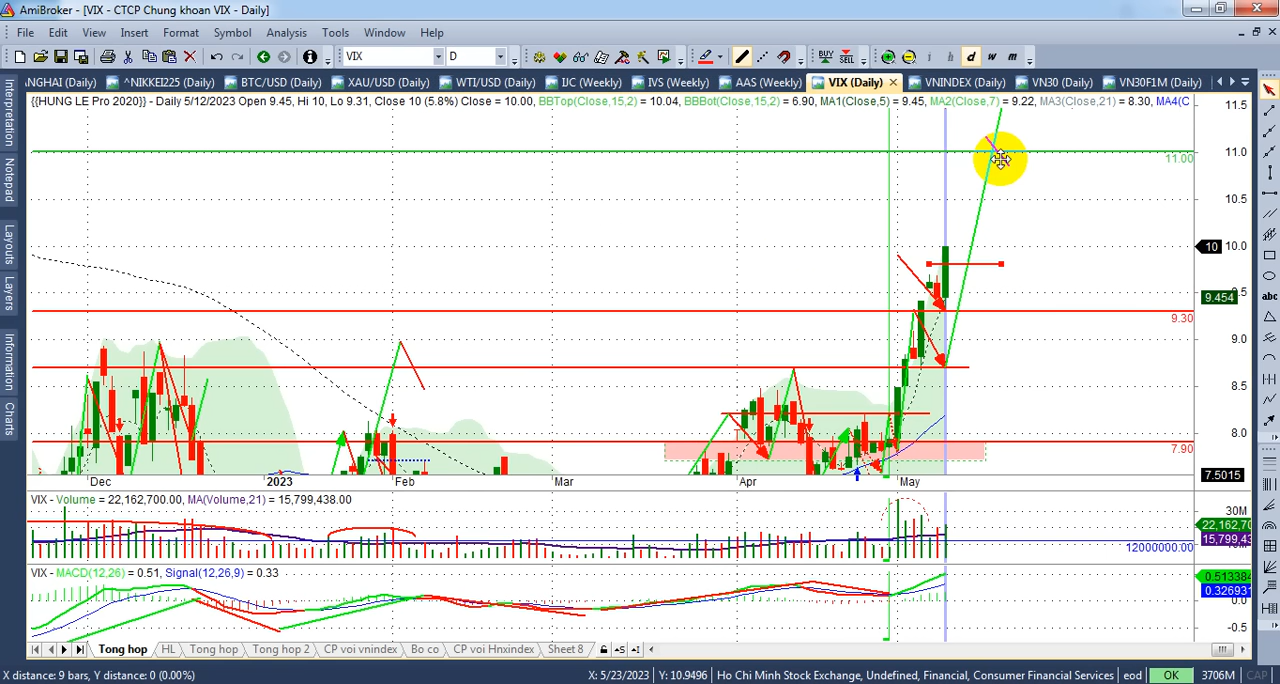 AmiBroker - [VIX - CTCP Chung khoan VIX - Daily]
File Edit View Insert Format Symbol Analysis Tools Window Help
VIX D BUY SELL i h d w m
NGHAI (Daily) ^NIKKEI225 (Daily) BTC/USD (Daily) XAU/USD (Daily) WTI/USD (Daily) IJC (Weekly) IVS (Weekly) AAS (Weekly) VIX (Daily) VNINDEX (Daily) VN30 (Daily) VN30F1M (Daily)
{{HUNG LE Pro 2020}} - Daily 5/12/2023 Open 9.45, Hi 10, Lo 9.31, Close 10 (5.8%) Close = 10.00, BBTop(Close,15,2) = 10.04, BBBot(Close,15,2) = 6.90, MA1(Close,5) = 9.45, MA2(Close,7) = 9.22, MA3(Close,21) = 8.30, MA4(C
Interpretation
Notepad
Layouts
Layers
Information
Charts
11.5
11.0
11.00
10.5
10
10.0
9.5
9.454
9.30
9.0
8.5
8.0
7.90
7.5015
Dec 2023 Feb Mar Apr May
VIX - Volume = 22,162,700.00, MA(Volume,21) = 15,799,438.00
30M
22,162,70
15,799,43
12000000.00
VIX - MACD(12,26) = 0.51, Signal(12,26,9) = 0.33
0.513384
0.326931
0.0
-0.5
abc
Tong hop HL Tong hop Tong hop 2 CP voi vnindex Bo co CP voi Hnxindex Sheet 8
X distance: 9 bars, Y distance: 0 (0.00%) X: 5/23/2023 Y: 10.9496 Ho Chi Minh Stock Exchange, Undefined, Financial, Consumer Financial Services eod OK 3706M CAP